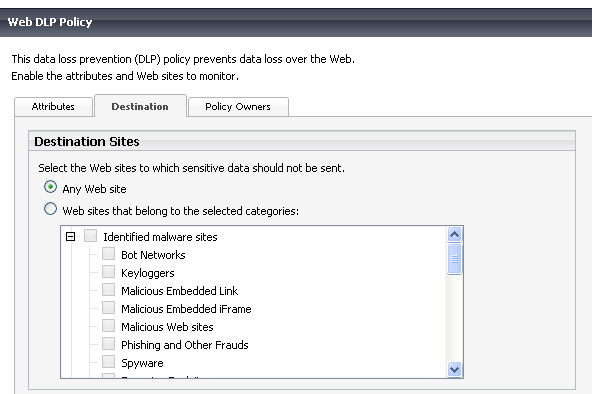 Web DLP Policy
This data loss prevention (DLP) policy prevents data loss over the Web.
Enable the attributes and Web sites to monitor.
Attributes Destination Policy Owners
Destination Sites
Select the Web sites to which sensitive data should not be sent.
Any Web site
Web sites that belong to the selected categories:
Identified malware sites
Bot Networks
Keyloggers
Malicious Embedded Link
Malicious Embedded iFrame
Malicious Web sites
Phishing and Other Frauds
Spyware